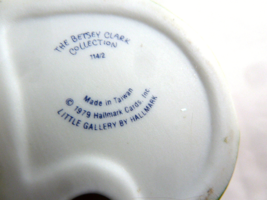 THE BETSEY CLARK
COLLECTION
Made in Taiwan
© 1979 Hallmark Cards, Inc.
LITTLE GALLERY BY HALLMARK